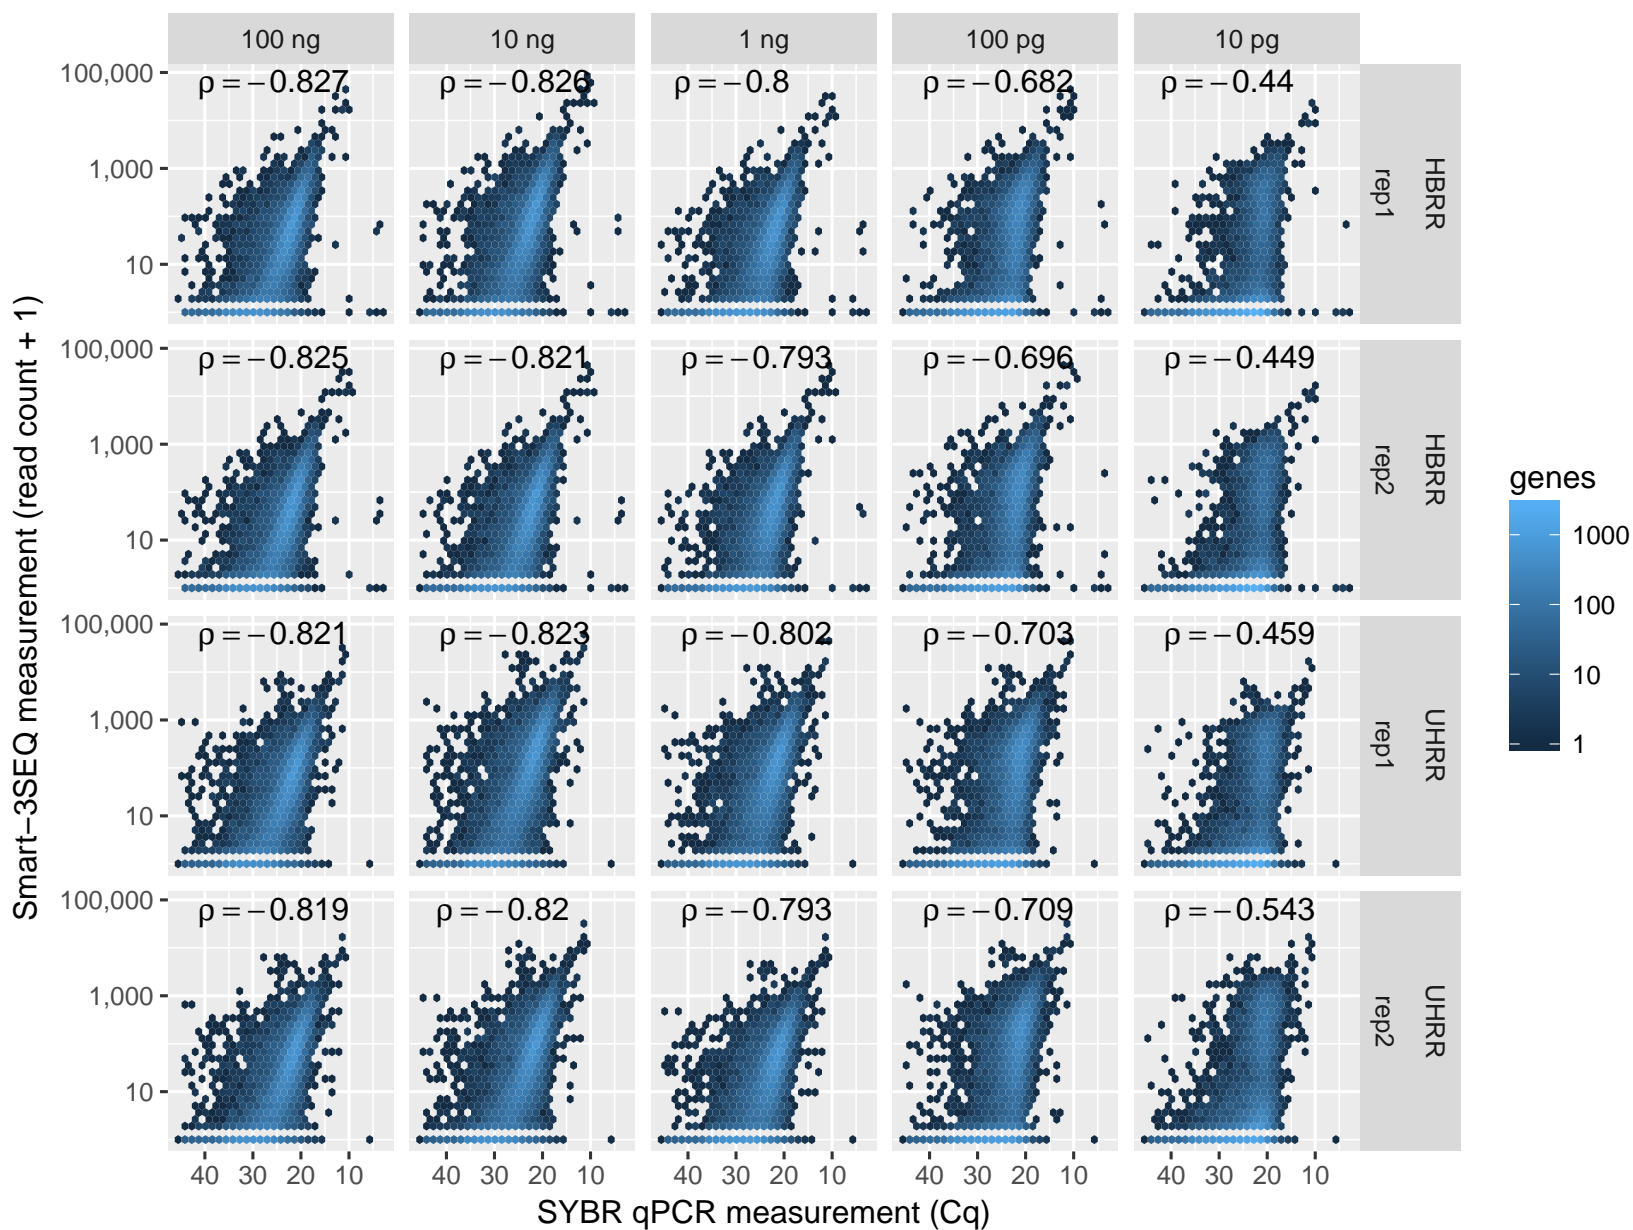 100 ng 10 ng 1 ng 100 pg 10 pg
100,000 ρ = −0.827 ρ = −0.826 ρ = −0.8 ρ = −0.682 ρ = −0.44
1,000
10
HBRR
rep1
100,000 ρ = −0.825 ρ = −0.821 ρ = −0.793 ρ = −0.696 ρ = −0.449
1,000
10
HBRR
rep2
100,000 ρ = −0.821 ρ = −0.823 ρ = −0.802 ρ = −0.703 ρ = −0.459
1,000
10
UHRR
rep1
100,000 ρ = −0.819 ρ = −0.82 ρ = −0.793 ρ = −0.709 ρ = −0.543
1,000
10
UHRR
rep2
40 30 20 10 40 30 20 10 40 30 20 10 40 30 20 10 40 30 20 10
SYBR qPCR measurement (Cq)
Smart−3SEQ measurement (read count + 1)
genes
1000
100
10
1